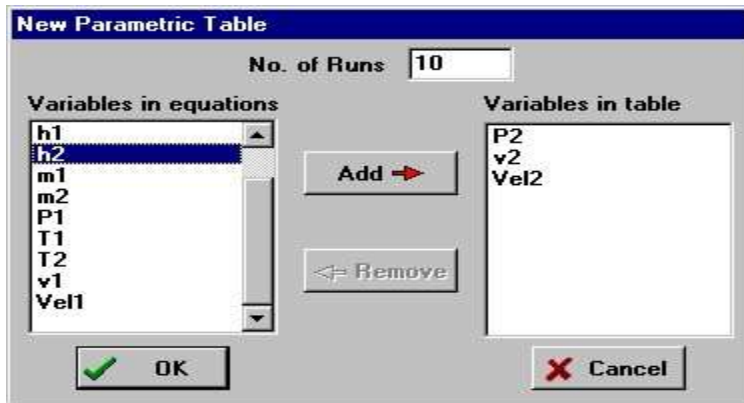 New Parametric Table
No. of Runs 10
Variables in equations
h1
h2
m1
m2
P1
T1
T2
v1
Vel1
Add
Remove
Variables in table
P2
v2
Vel2
OK
Cancel